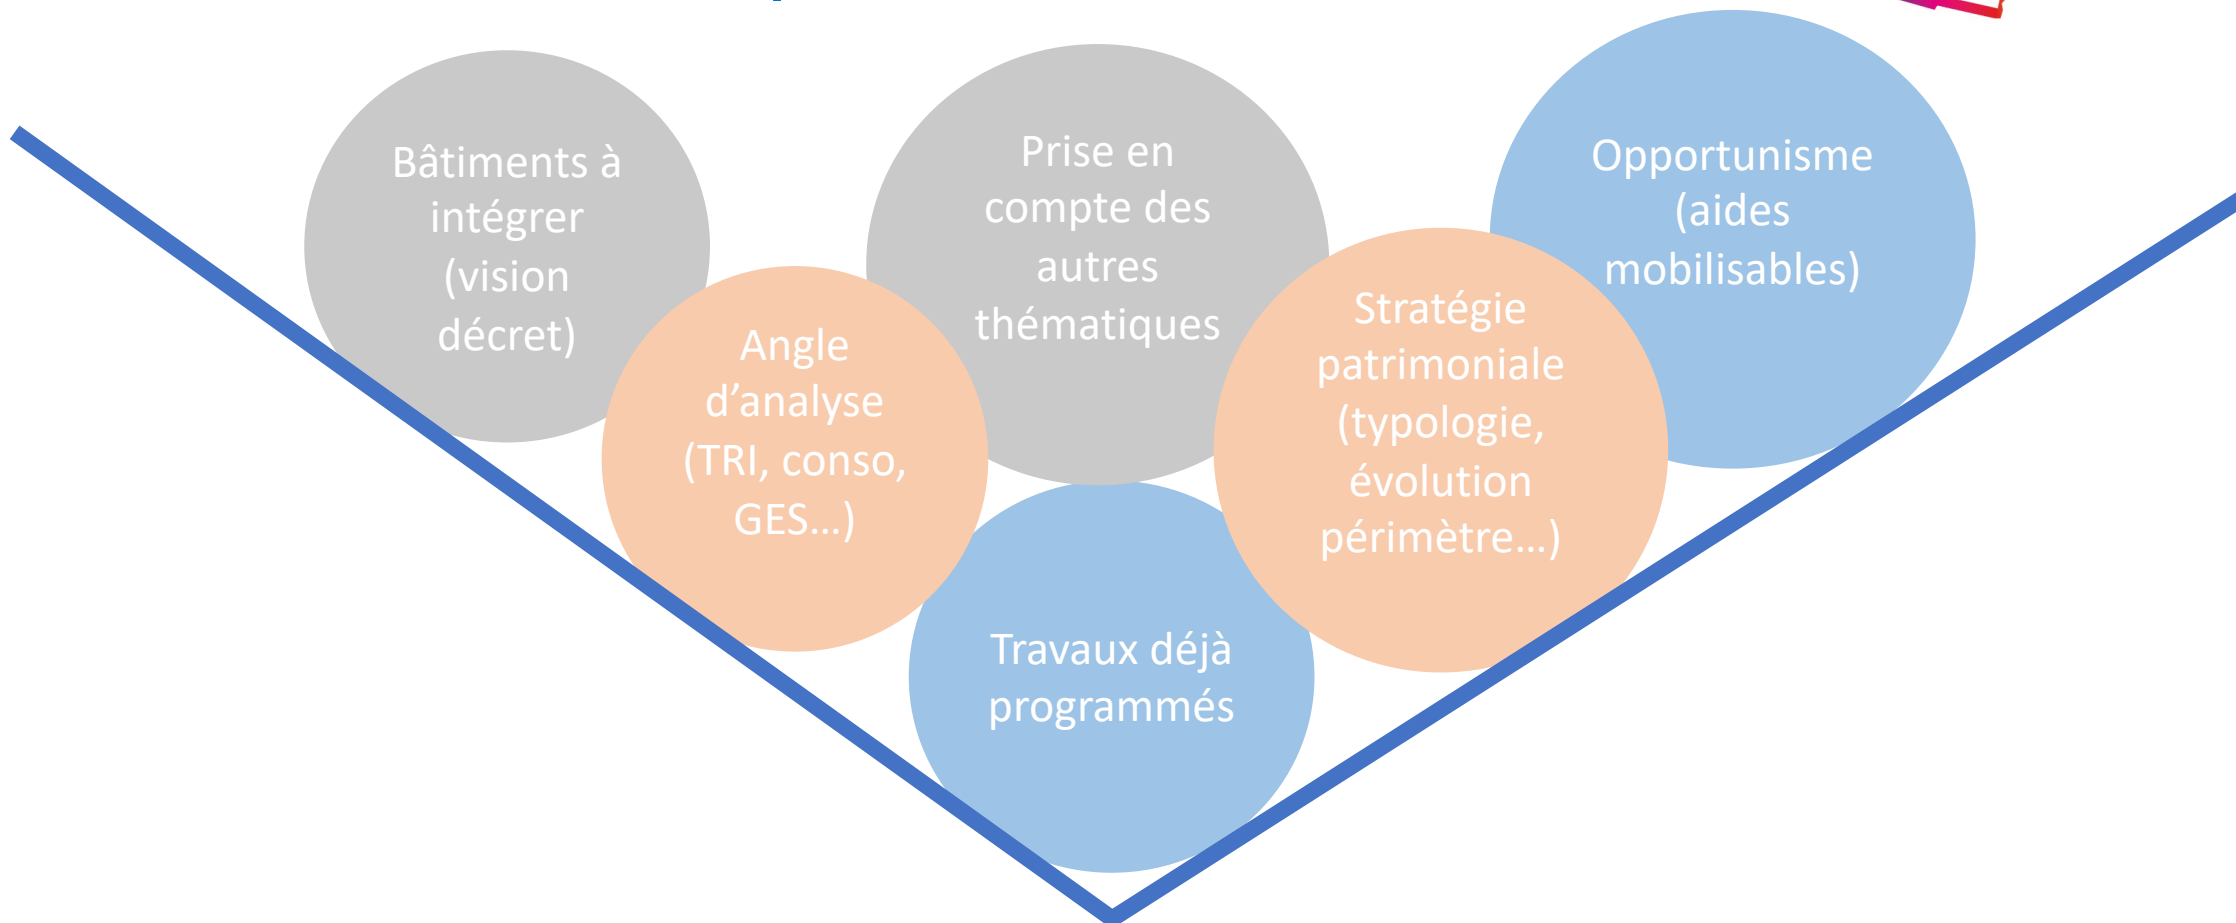 Bâtiments à
intégrer
(vision
décret)
Prise en
compte des
autres
thématiques
Opportunisme
(aides
mobilisables)
Angle
d’analyse
(TRI, conso,
GES…)
Stratégie
patrimoniale
(typologie,
évolution
périmètre…)
Travaux déjà
programmés